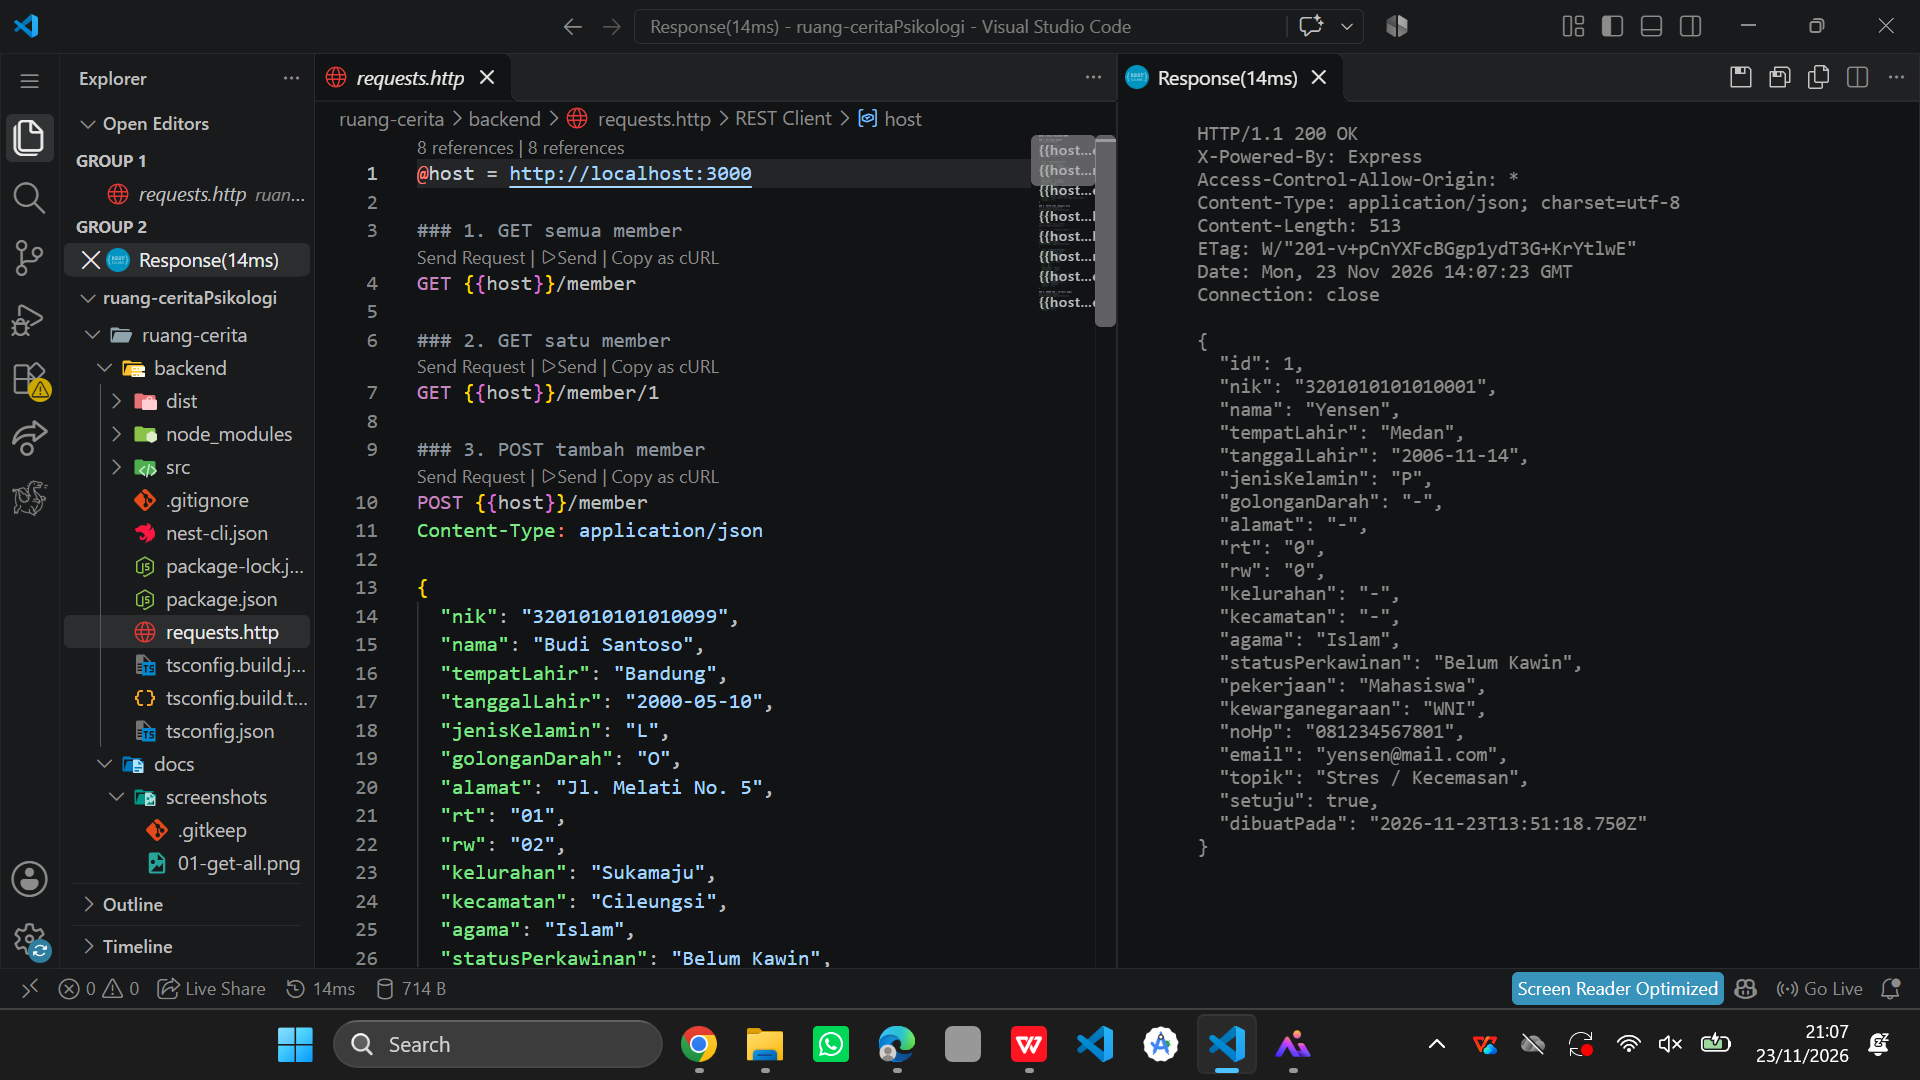 Response(14ms) - ruang-ceritaPsikologi - Visual Studio Code
Explorer
Open Editors
GROUP 1
requests.http ruan...
GROUP 2
Response(14ms)
ruang-ceritaPsikologi
ruang-cerita
backend
dist
node_modules
src
.gitignore
nest-cli.json
package-lock.j...
package.json
requests.http
tsconfig.build.j...
tsconfig.build.t...
tsconfig.json
docs
screenshots
.gitkeep
01-get-all.png
Outline
Timeline
requests.http
ruang-cerita > backend > requests.http > REST Client > host
8 references | 8 references
1 @host = http://localhost:3000
2
3 ### 1. GET semua member
Send Request | Send | Copy as cURL
4 GET {{host}}/member
5
6 ### 2. GET satu member
Send Request | Send | Copy as cURL
7 GET {{host}}/member/1
8
9 ### 3. POST tambah member
Send Request | Send | Copy as cURL
10 POST {{host}}/member
11 Content-Type: application/json
12
13 {
14 "nik": "3201010101010099",
15 "nama": "Budi Santoso",
16 "tempatLahir": "Bandung",
17 "tanggalLahir": "2000-05-10",
18 "jenisKelamin": "L",
19 "golonganDarah": "O",
20 "alamat": "Jl. Melati No. 5",
21 "rt": "01",
22 "rw": "02",
23 "kelurahan": "Sukamaju",
24 "kecamatan": "Cileungsi",
25 "agama": "Islam",
26 "statusPerkawinan": "Belum Kawin",
{{host...
{{host...
{{host...
{{host...
{{host...
{{host...
{{host...
{{host...
Response(14ms)
HTTP/1.1 200 OK
X-Powered-By: Express
Access-Control-Allow-Origin: *
Content-Type: application/json; charset=utf-8
Content-Length: 513
ETag: W/"201-v+pCnYXFcBGgp1ydT3G+KrYtlwE"
Date: Mon, 23 Nov 2026 14:07:23 GMT
Connection: close
{
"id": 1,
"nik": "3201010101010001",
"nama": "Yensen",
"tempatLahir": "Medan",
"tanggalLahir": "2006-11-14",
"jenisKelamin": "P",
"golonganDarah": "-",
"alamat": "-",
"rt": "0",
"rw": "0",
"kelurahan": "-",
"kecamatan": "-",
"agama": "Islam",
"statusPerkawinan": "Belum Kawin",
"pekerjaan": "Mahasiswa",
"kewarganegaraan": "WNI",
"noHp": "081234567801",
"email": "yensen@mail.com",
"topik": "Stres / Kecemasan",
"setuju": true,
"dibuatPada": "2026-11-23T13:51:18.750Z"
}
0 0 Live Share 14ms 714 B
Screen Reader Optimized Go Live
Search
21:07
23/11/2026